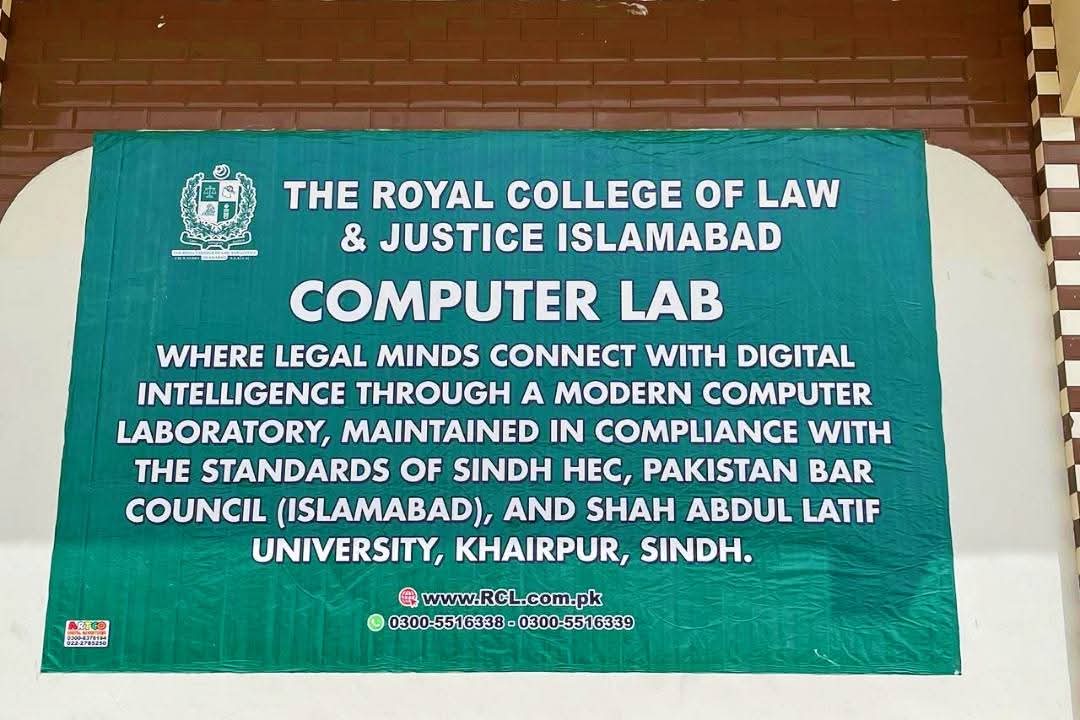 THE ROYAL COLLEGE OF LAW
& JUSTICE ISLAMABAD
COMPUTER LAB
WHERE LEGAL MINDS CONNECT WITH DIGITAL
INTELLIGENCE THROUGH A MODERN COMPUTER
LABORATORY, MAINTAINED IN COMPLIANCE WITH
THE STANDARDS OF SINDH HEC, PAKISTAN BAR
COUNCIL (ISLAMABAD), AND SHAH ABDUL LATIF
UNIVERSITY, KHAIRPUR, SINDH.
www.RCL.com.pk
0300-5516338 - 0300-5516339
ARTCO